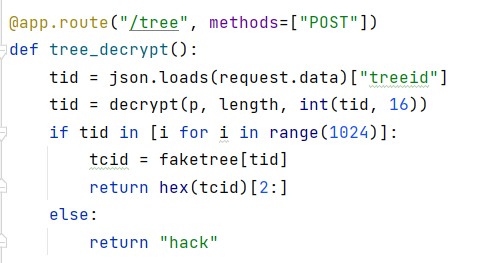 @app.route("/tree", methods=["POST"])
def tree_decrypt():
    tid = json.loads(request.data)["treeid"]
    tid = decrypt(p, length, int(tid, 16))
    if tid in [i for i in range(1024)]:
        tcid = faketree[tid]
        return hex(tcid)[2:]
    else:
        return "hack"